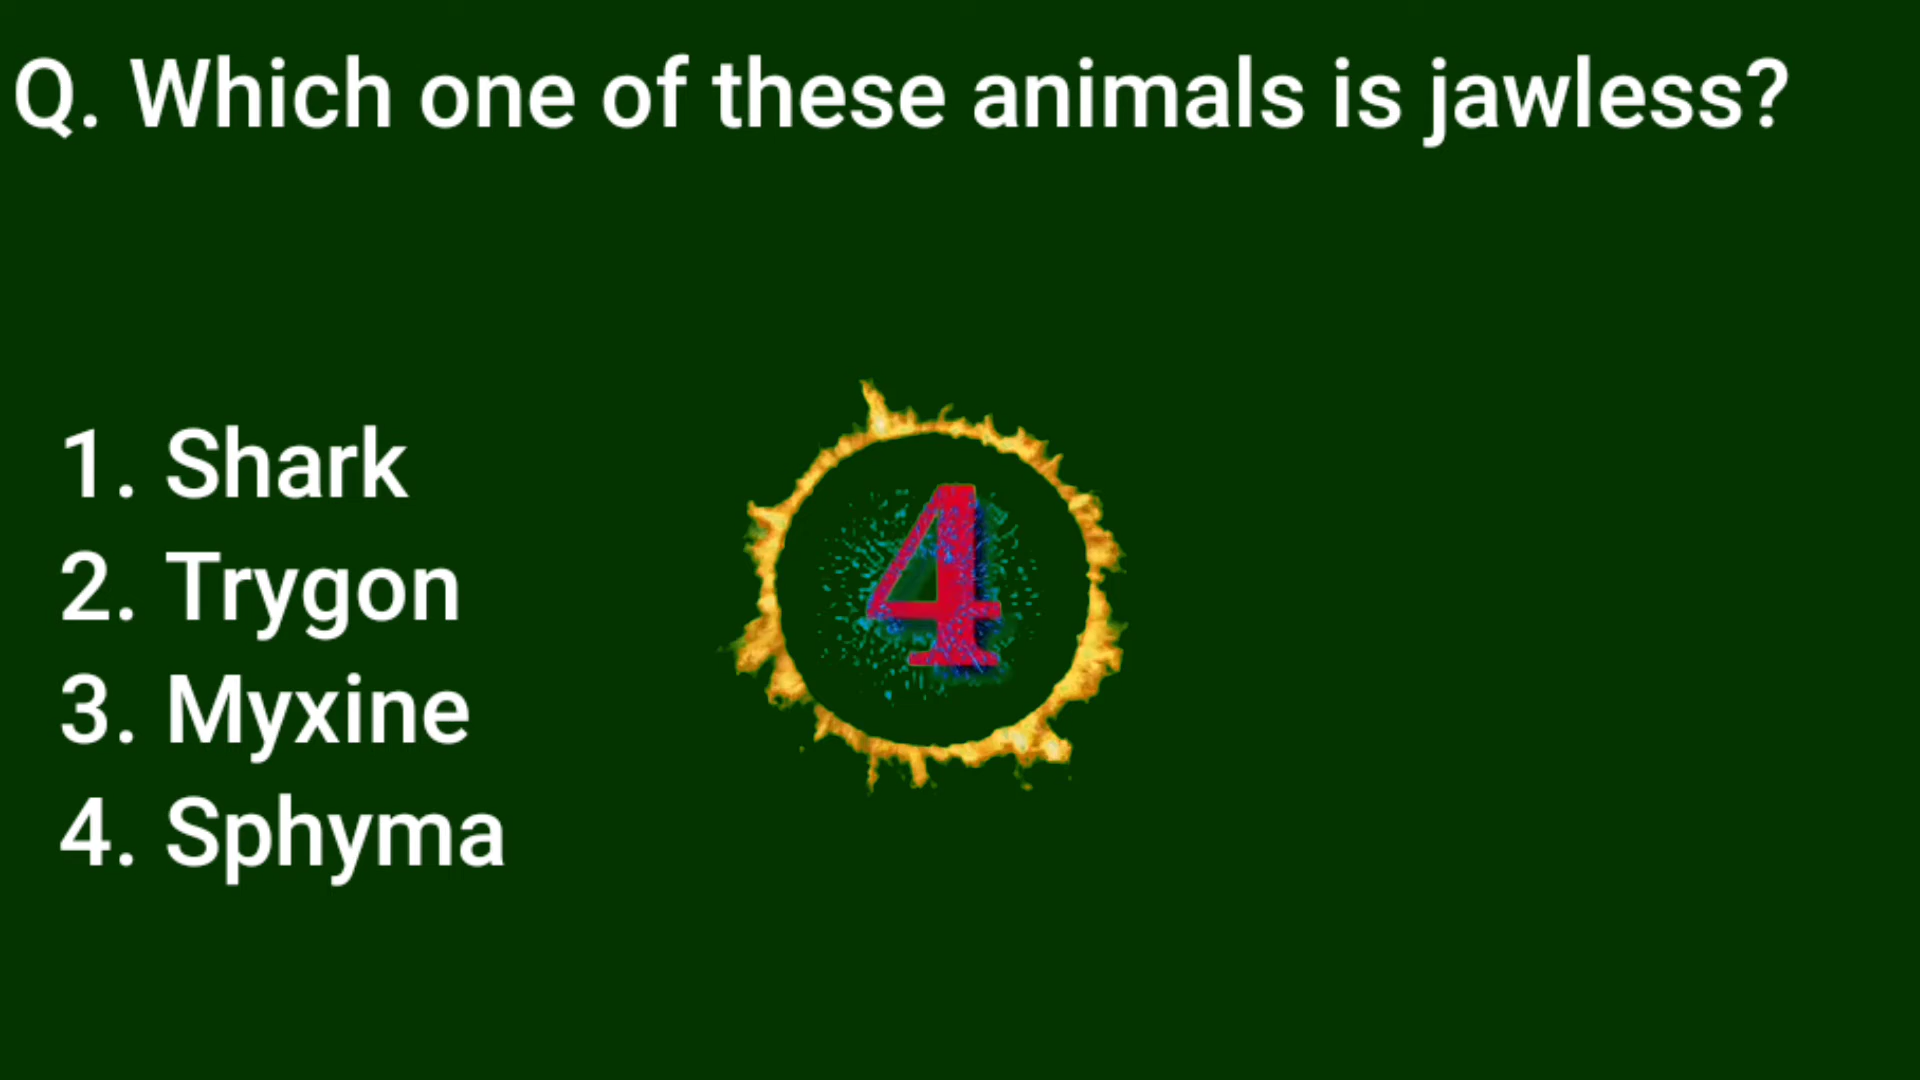 Q. Which one of these animals is jawless?
1. Shark
2. Trygon
3. Myxine
4. Sphyma
4